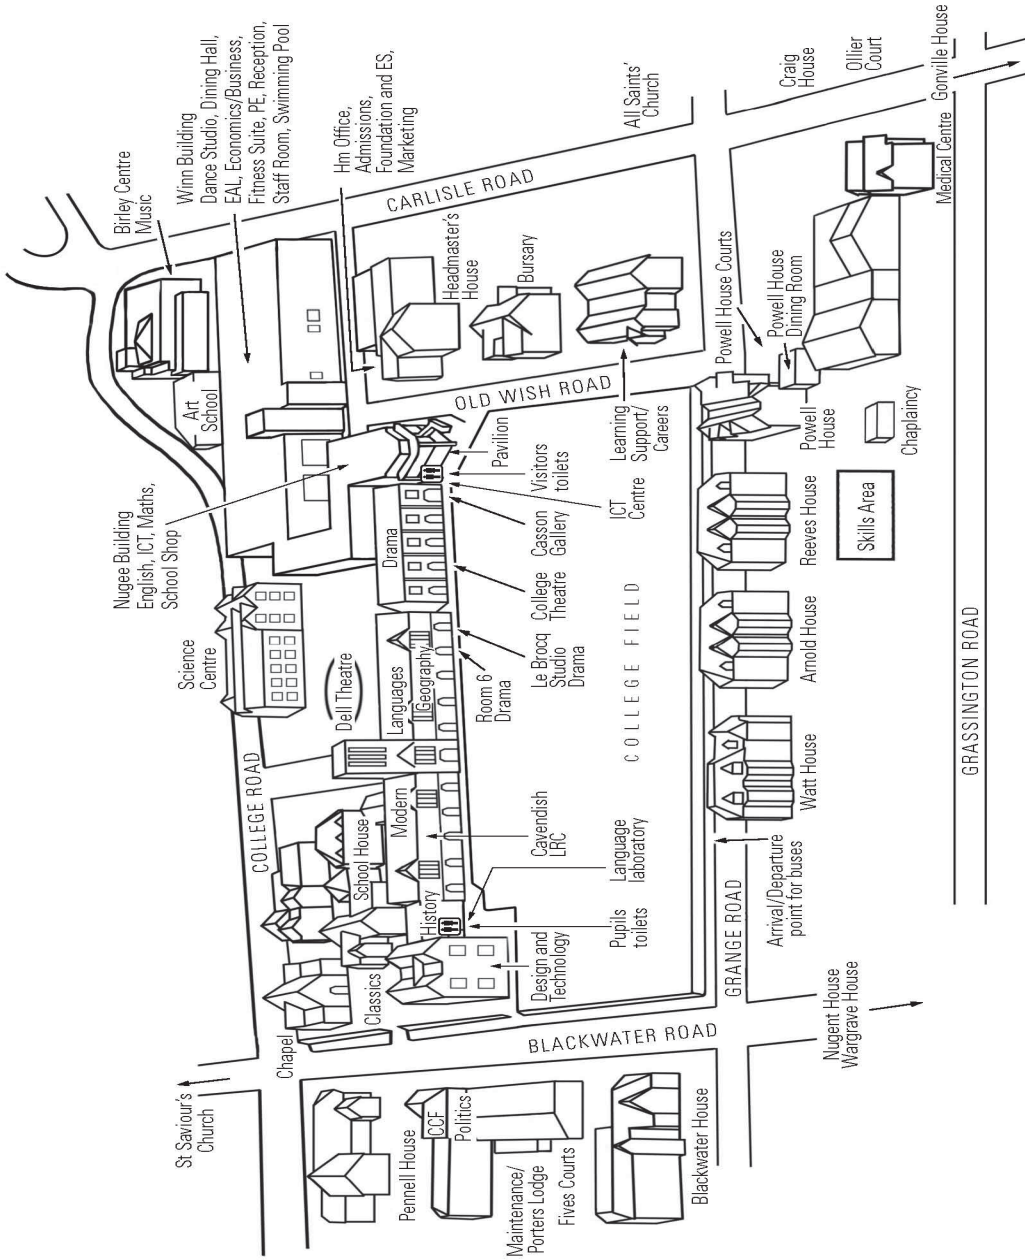 St Saviour's
Church
Pennell House
CCF
Politics
Maintenance/
Porters Lodge
Fives Courts
Blackwater House
Chapel
Classics
BLACKWATER ROAD
Nugent House
Wargrave House
COLLEGE ROAD
School House
History
Modern
Languages
Geography
Design and
Technology
Pupils
toilets
Language
laboratory
Cavendish
LRC
GRANGE ROAD
Arrival/Departure
point for buses
Science
Centre
Dell Theatre
Room 6
Drama
Le Brocq
Studio
Drama
College
Theatre
Casson
Gallery
ICT
Centre
Visitors
toilets
Pavilion
Drama
COLLEGE FIELD
Watt House
Arnold House
Reeves House
Skills Area
GRASSINGTON ROAD
Nugee Building
English, ICT, Maths,
School Shop
Art
School
Birley Centre
Music
Winn Building
Dance Studio, Dining Hall,
EAL, Economics/Business,
Fitness Suite, PE, Reception,
Staff Room, Swimming Pool
Hm Office,
Admissions,
Foundation and ES,
Marketing
CARLISLE ROAD
Headmaster's
House
Bursary
OLD WISH ROAD
Learning
Support/
Careers
All Saints'
Church
Powell House Courts
Powell House
Dining Room
Powell
House
Chaplaincy
Craig
House
Ollier
Court
Gonville House
Medical Centre